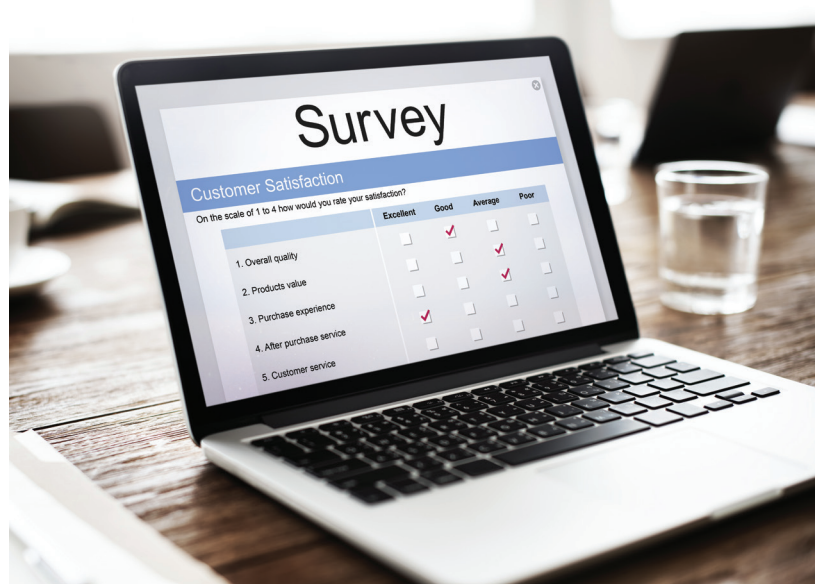 Survey
Customer Satisfaction
On the scale of 1 to 4 how would you rate your satisfaction?
Excellent Good Average Poor
1. Overall quality
2. Products value
3. Purchase experience
4. After purchase service
5. Customer service